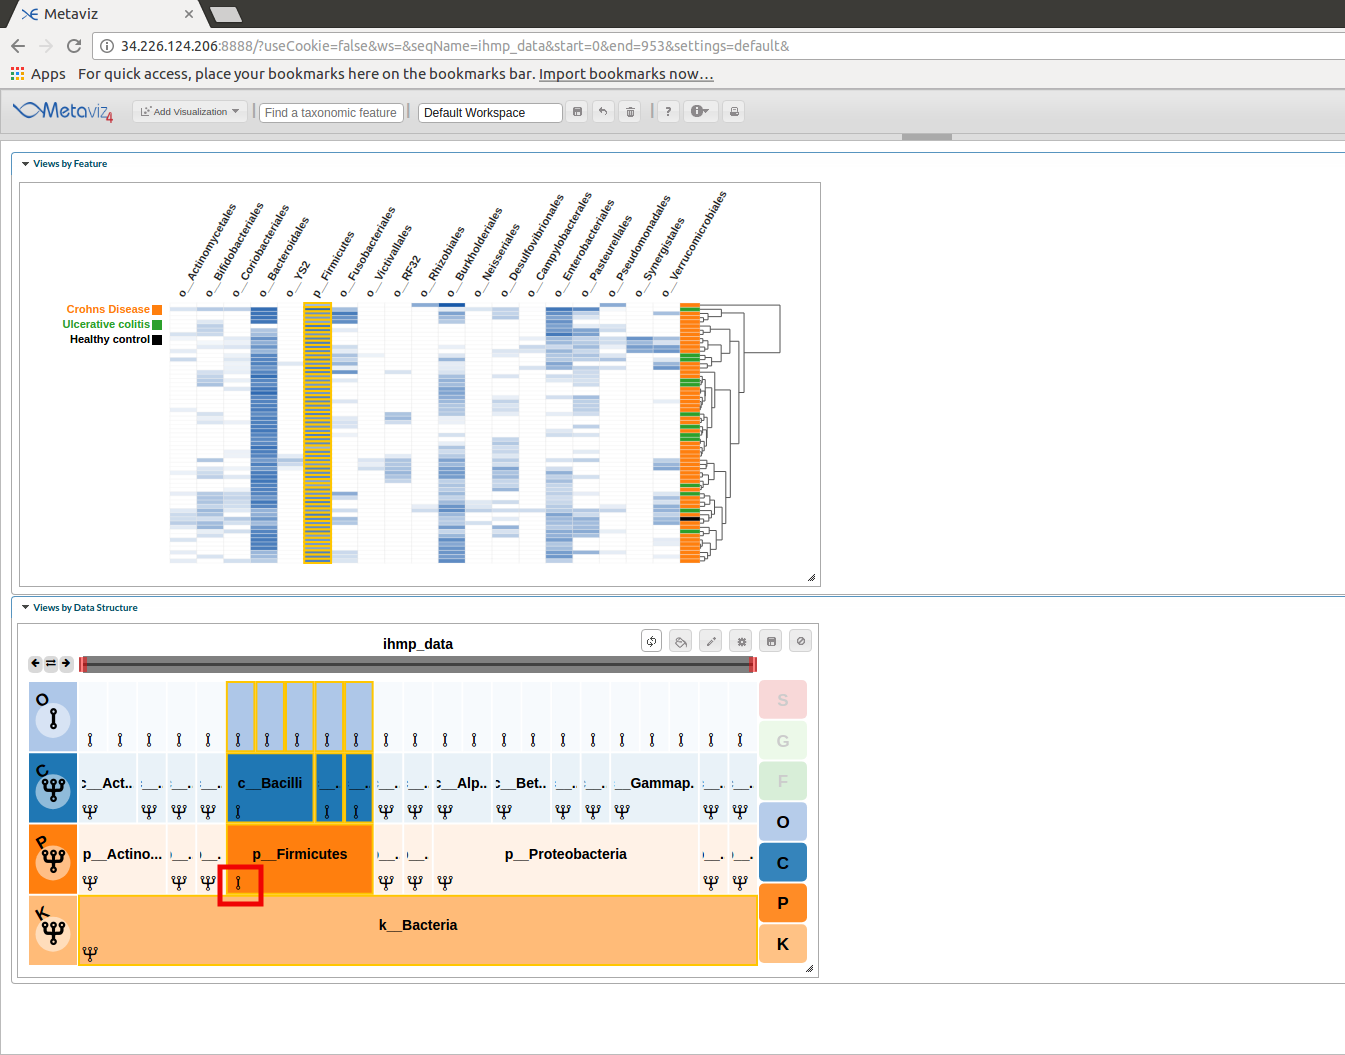 Metaviz
34.226.124.206:8888/?useCookie=false&ws=&seqName=ihmp_data&start=0&end=953&settings=default&
Apps For quick access, place your bookmarks here on the bookmarks bar. Import bookmarks now...
Metaviz4 Add Visualization Find a taxonomic feature Default Workspace ?
Views by Feature
o__Actinomycetales
o__Bifidobacteriales
o__Coriobacteriales
o__Bacteroidales
o__YS2
p__Firmicutes
o__Fusobacteriales
o__Victivallales
o__RF32
o__Rhizobiales
o__Burkholderiales
o__Neisseriales
o__Desulfovibrionales
o__Campylobacterales
o__Enterobacteriales
o__Pasteurellales
o__Pseudomonadales
o__Synergistales
o__Verrucomicrobiales
Crohns Disease
Ulcerative colitis
Healthy control
Views by Data Structure
ihmp_data
O S
G
C c__Act.. c__Bacilli c__Alp.. c__Bet.. __Gammap. F
O
P p__Actino... p__Firmicutes p__Proteobacteria C
P
K k__Bacteria K